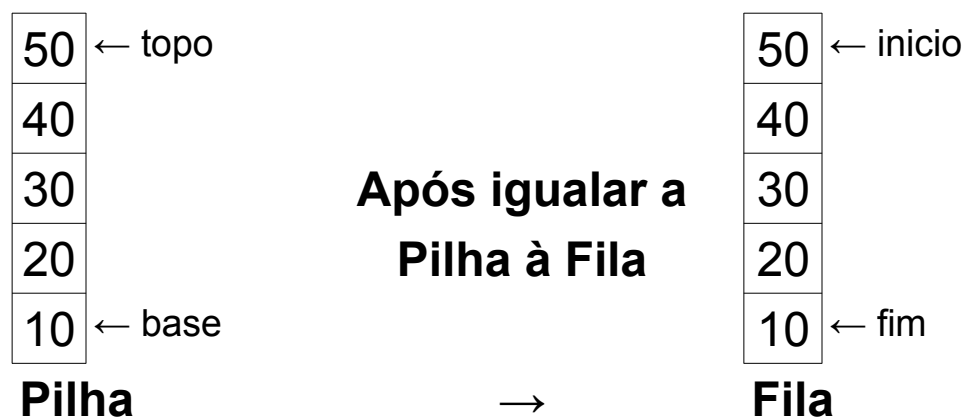 50 ← topo
40
30
20
10 ← base
Pilha
Após igualar a
Pilha à Fila
→
50 ← inicio
40
30
20
10 ← fim
Fila